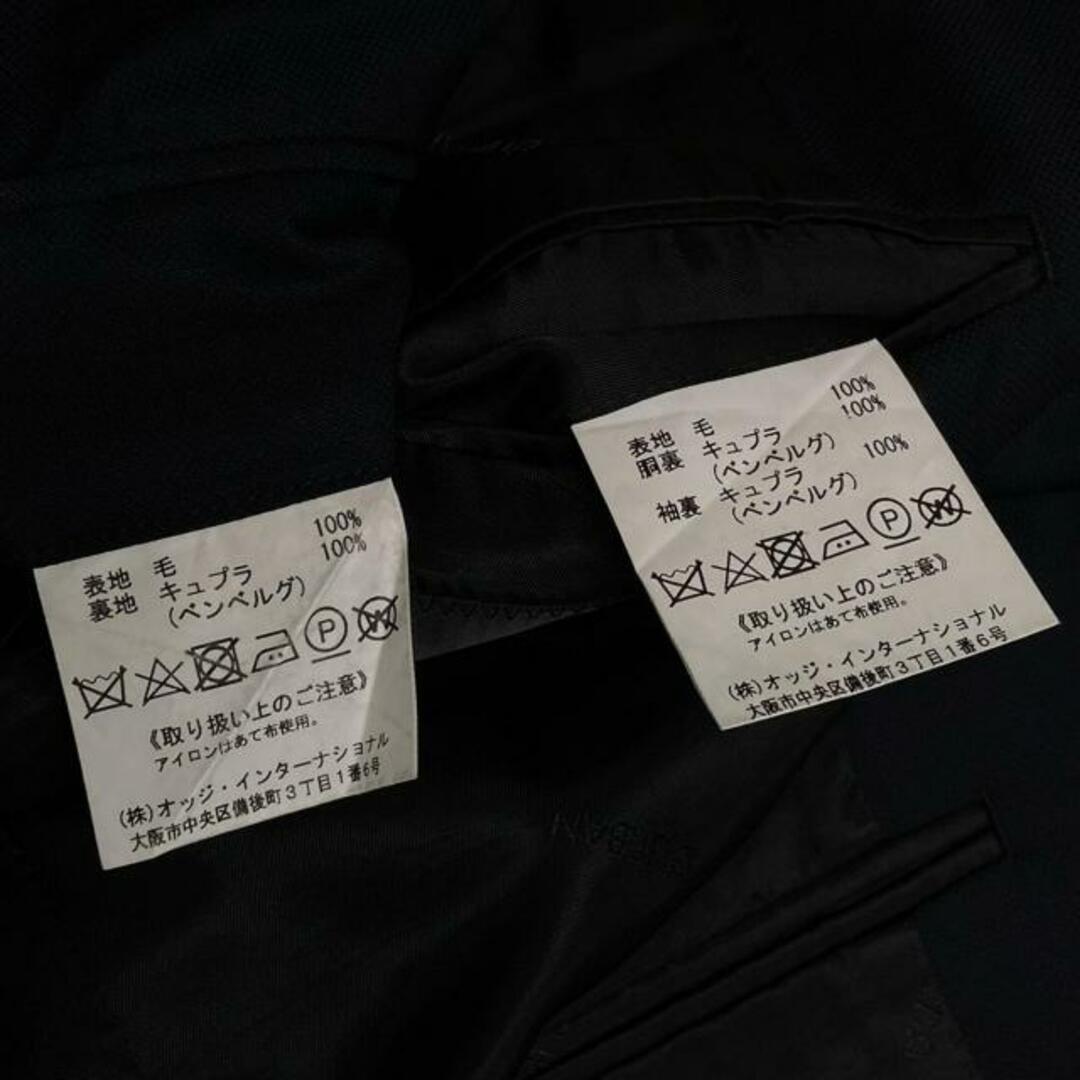 表地 毛 100%
裏地 キュプラ 100%
(ベンベルグ)
P
W
《取り扱い上のご注意》
アイロンはあて布使用。
(株)オッジ・インターナショナル
大阪市中央区備後町3丁目1番6号
表地 毛 100%
胴裏 キュプラ 100%
(ベンベルグ)
袖裏 キュプラ 100%
(ベンベルグ)
P
W
《取り扱い上のご注意》
アイロンはあて布使用。
(株)オッジ・インターナショナル
大阪市中央区備後町3丁目1番6号